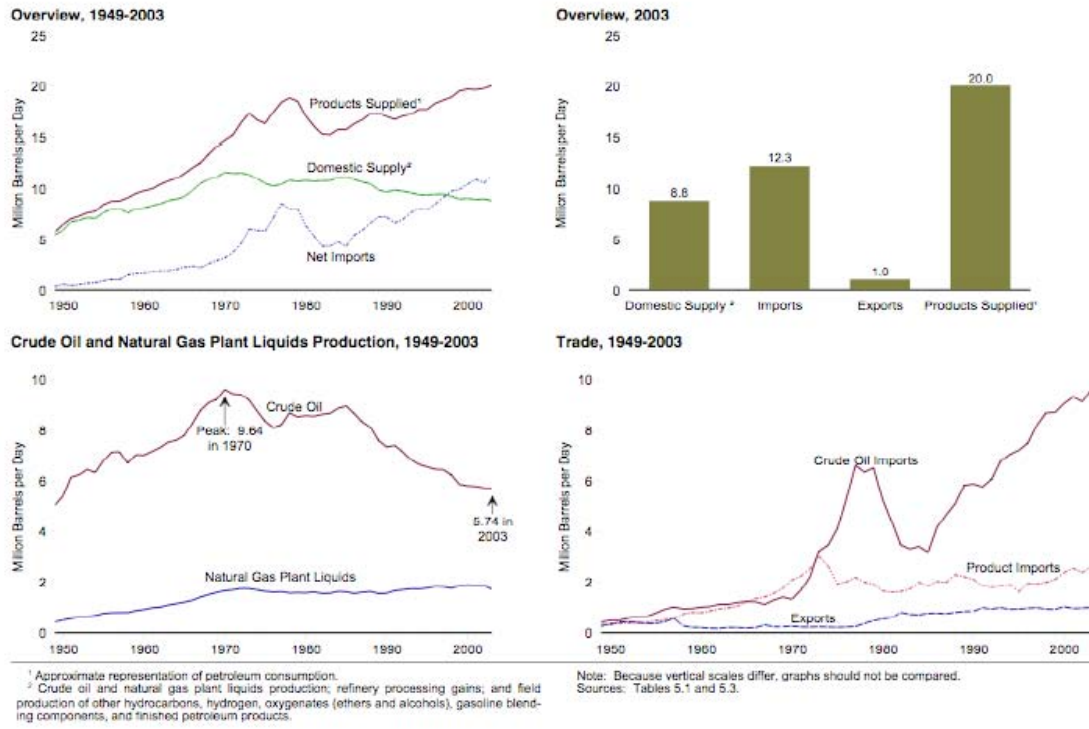 Overview, 1949-2003
25
20
15
10
5
0
Million Barrels per Day
Products Supplied¹
Domestic Supply²
Net Imports
1950 1960 1970 1980 1990 2000
Overview, 2003
25
20
15
10
5
0
Million Barrels per Day
8.8
12.3
1.0
20.0
Domestic Supply ² Imports Exports Products Supplied¹
Crude Oil and Natural Gas Plant Liquids Production, 1949-2003
10
8
6
4
2
0
Million Barrels per Day
Crude Oil
Peak: 9.64
in 1970
5.74 in
2003
Natural Gas Plant Liquids
1950 1960 1970 1980 1990 2000
Trade, 1949-2003
10
8
6
4
2
0
Million Barrels per Day
Crude Oil Imports
Product Imports
Exports
1950 1960 1970 1980 1990 2000
¹ Approximate representation of petroleum consumption.
² Crude oil and natural gas plant liquids production; refinery processing gains; and field
production of other hydrocarbons, hydrogen, oxygenates (ethers and alcohols), gasoline blend-
ing components, and finished petroleum products.
Note: Because vertical scales differ, graphs should not be compared.
Sources: Tables 5.1 and 5.3.